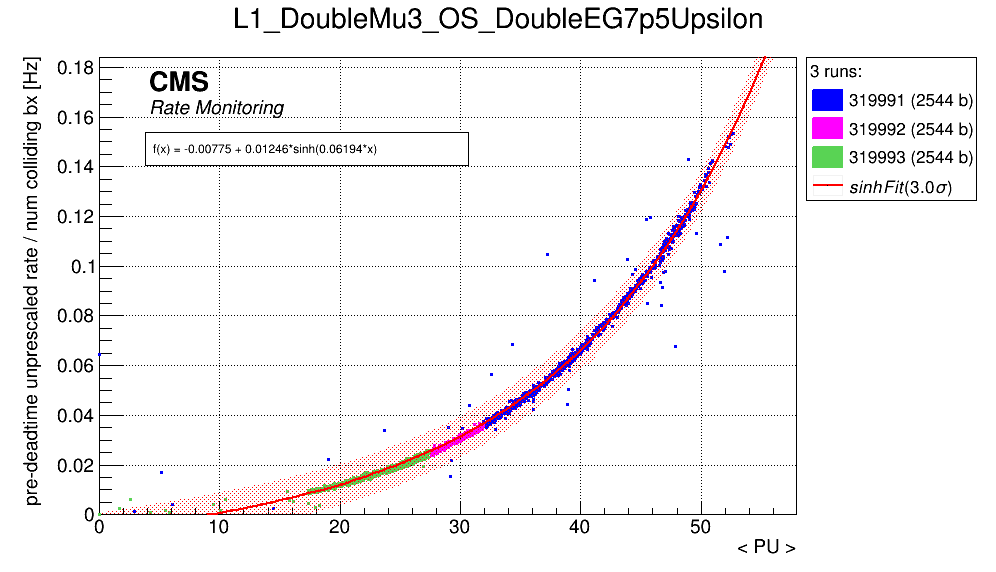 L1_DoubleMu3_OS_DoubleEG7p5Upsilon
pre-deadtime unprescaled rate / num colliding bx [Hz]
CMS
Rate Monitoring
f(x) = -0.00775 + 0.01246*sinh(0.06194*x)
0.18
0.16
0.14
0.12
0.1
0.08
0.06
0.04
0.02
0
0 10 20 30 40 50
< PU >
3 runs:
319991 (2544 b)
319992 (2544 b)
319993 (2544 b)
sinhFit(3.0σ)